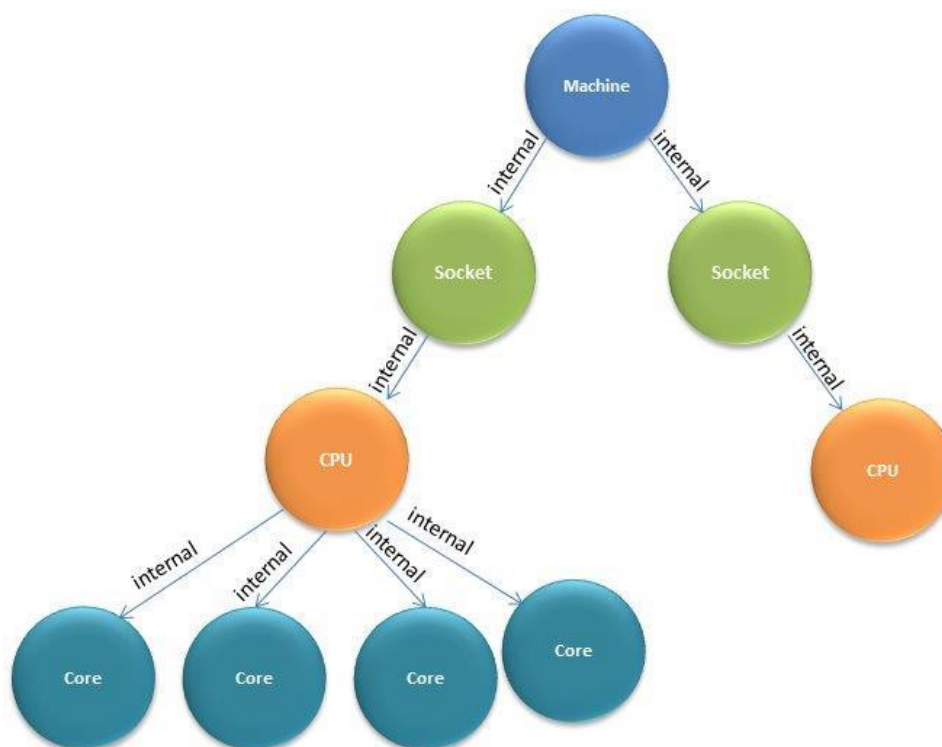 Machine
internal
internal
Socket
Socket
internal
internal
CPU
CPU
internal
internal
internal
internal
Core
Core
Core
Core